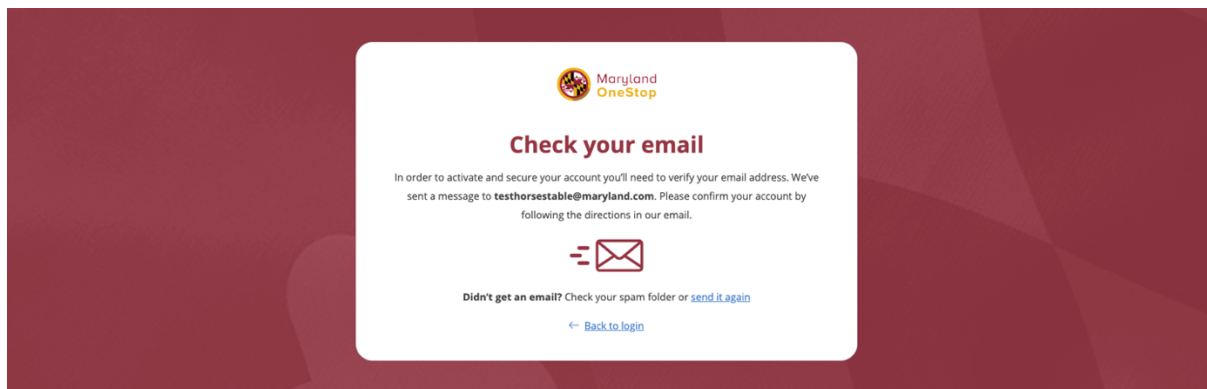 Maryland
OneStop
Check your email
In order to activate and secure your account you'll need to verify your email address. We've
sent a message to testhorsestable@maryland.com. Please confirm your account by
following the directions in our email.
Didn't get an email? Check your spam folder or send it again
← Back to login